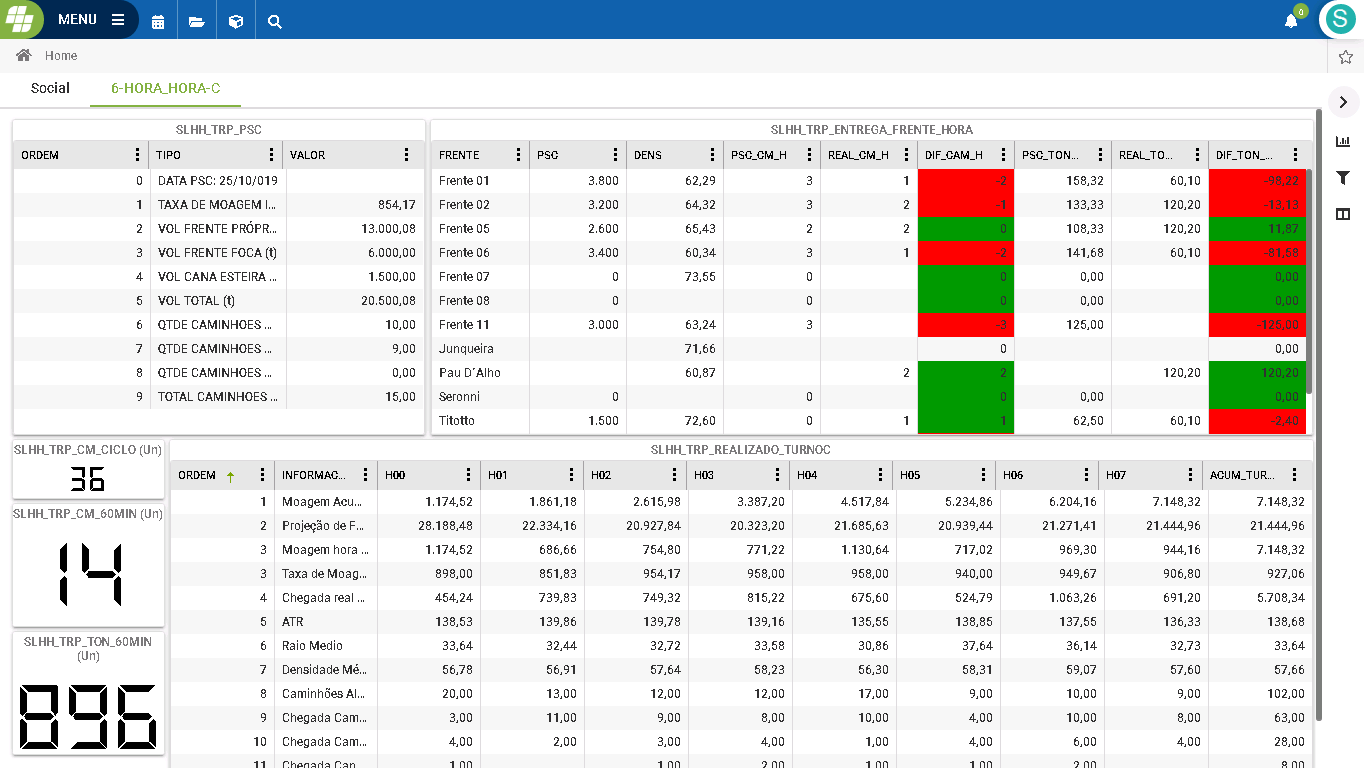 MENU
0
S
Home
Social 6-HORA_HORA-C
SLHH_TRP_PSC
ORDEM TIPO VALOR
0 DATA PSC: 25/10/019
1 TAXA DE MOAGEM I... 854,17
2 VOL FRENTE PRÓPR... 13.000,08
3 VOL FRENTE FOCA (t) 6.000,00
4 VOL CANA ESTEIRA ... 1.500,00
5 VOL TOTAL (t) 20.500,08
6 QTDE CAMINHOES ... 10,00
7 QTDE CAMINHOES ... 9,00
8 QTDE CAMINHOES ... 0,00
9 TOTAL CAMINHOES ... 15,00
SLHH_TRP_ENTREGA_FRENTE_HORA
FRENTE PSC DENS PSC_CM_H REAL_CM_H DIF_CAM_H PSC_TON... REAL_TO... DIF_TON_...
Frente 01 3.800 62,29 3 1 -2 158,32 60,10 -98,22
Frente 02 3.200 64,32 3 2 -1 133,33 120,20 -13,13
Frente 05 2.600 65,43 2 2 0 108,33 120,20 11,87
Frente 06 3.400 60,34 3 1 -2 141,68 60,10 -81,58
Frente 07 0 73,55 0 0 0,00 0,00
Frente 08 0 0 0 0,00 0,00
Frente 11 3.000 63,24 3 -3 125,00 -125,00
Junqueira 71,66 0 0,00
Pau D´Alho 60,87 2 2 120,20 120,20
Seronni 0 0 0 0,00 0,00
Titotto 1.500 72,60 0 1 1 62,50 60,10 -2,40
SLHH_TRP_CM_CICLO (Un)
36
SLHH_TRP_CM_60MIN (Un)
14
SLHH_TRP_TON_60MIN
(Un)
896
SLHH_TRP_REALIZADO_TURNOC
ORDEM INFORMAC... H00 H01 H02 H03 H04 H05 H06 H07 ACUM_TUR...
1 Moagem Acu... 1.174,52 1.861,18 2.615,98 3.387,20 4.517,84 5.234,86 6.204,16 7.148,32 7.148,32
2 Projeção de F... 28.188,48 22.334,16 20.927,84 20.323,20 21.685,63 20.939,44 21.271,41 21.444,96 21.444,96
3 Moagem hora ... 1.174,52 686,66 754,80 771,22 1.130,64 717,02 969,30 944,16 7.148,32
3 Taxa de Moag... 898,00 851,83 954,17 958,00 958,00 940,00 949,67 906,80 927,06
4 Chegada real ... 454,24 739,83 749,32 815,22 675,60 524,79 1.063,26 691,20 5.708,34
5 ATR 138,53 139,86 139,78 139,16 135,55 138,85 137,55 136,33 138,68
6 Raio Medio 33,64 32,44 32,72 33,58 30,86 37,64 36,14 32,73 33,64
7 Densidade Mé... 56,78 56,91 57,64 58,23 56,30 58,31 59,07 57,60 57,66
8 Caminhões Al... 20,00 13,00 12,00 12,00 17,00 9,00 10,00 9,00 102,00
9 Chegada Cam... 3,00 11,00 9,00 8,00 10,00 4,00 10,00 8,00 63,00
10 Chegada Cam... 4,00 2,00 3,00 4,00 1,00 4,00 6,00 4,00 28,00
11 Chegada Can... 1,00 1,00 2,00 1,00 1,00 2,00 8,00